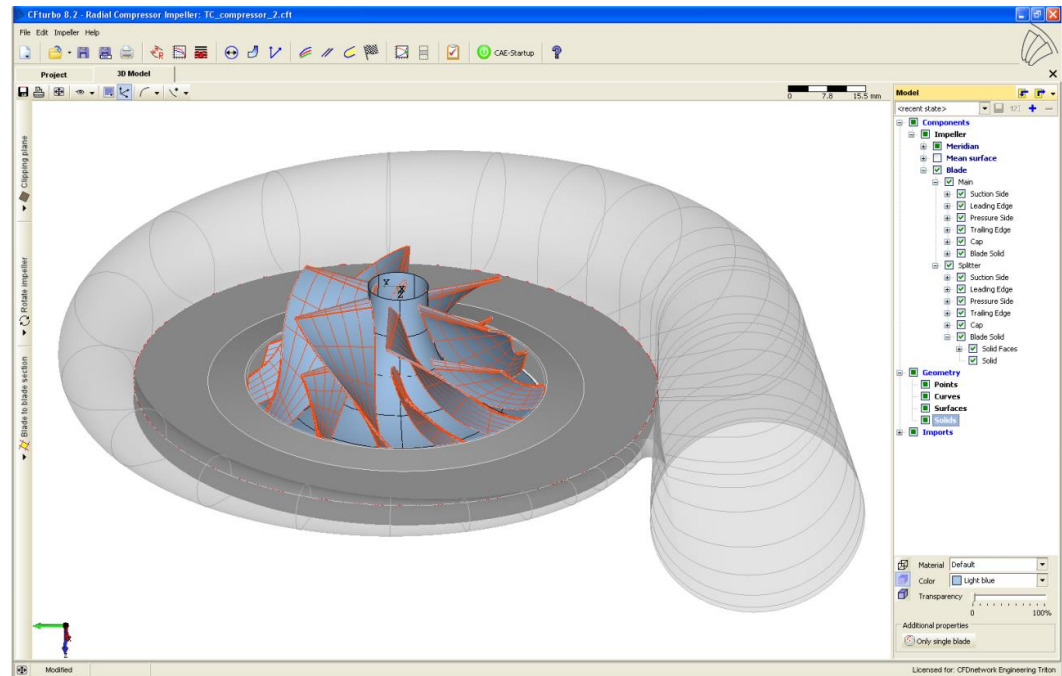 CFturbo 8.2 - Radial Compressor Impeller: TC_compressor_2.cft
File Edit Impeller Help
CAE-Startup
Project 3D Model
0 7.8 15.5 mm
Model
<recent state>
Components
Impeller
Meridian
Mean surface
Blade
Main
Suction Side
Leading Edge
Pressure Side
Trailing Edge
Cap
Blade Solid
Splitter
Suction Side
Leading Edge
Pressure Side
Trailing Edge
Cap
Blade Solid
Solid Faces
Solid
Geometry
Points
Curves
Surfaces
Solids
Imports
Clipping plane
Rotate impeller
Blade to blade section
Y
Z
Material Default
Color Light blue
Transparency
0 100%
Additional properties
Only single blade
Modified
Licensed for: CFDnetwork Engineering Triton